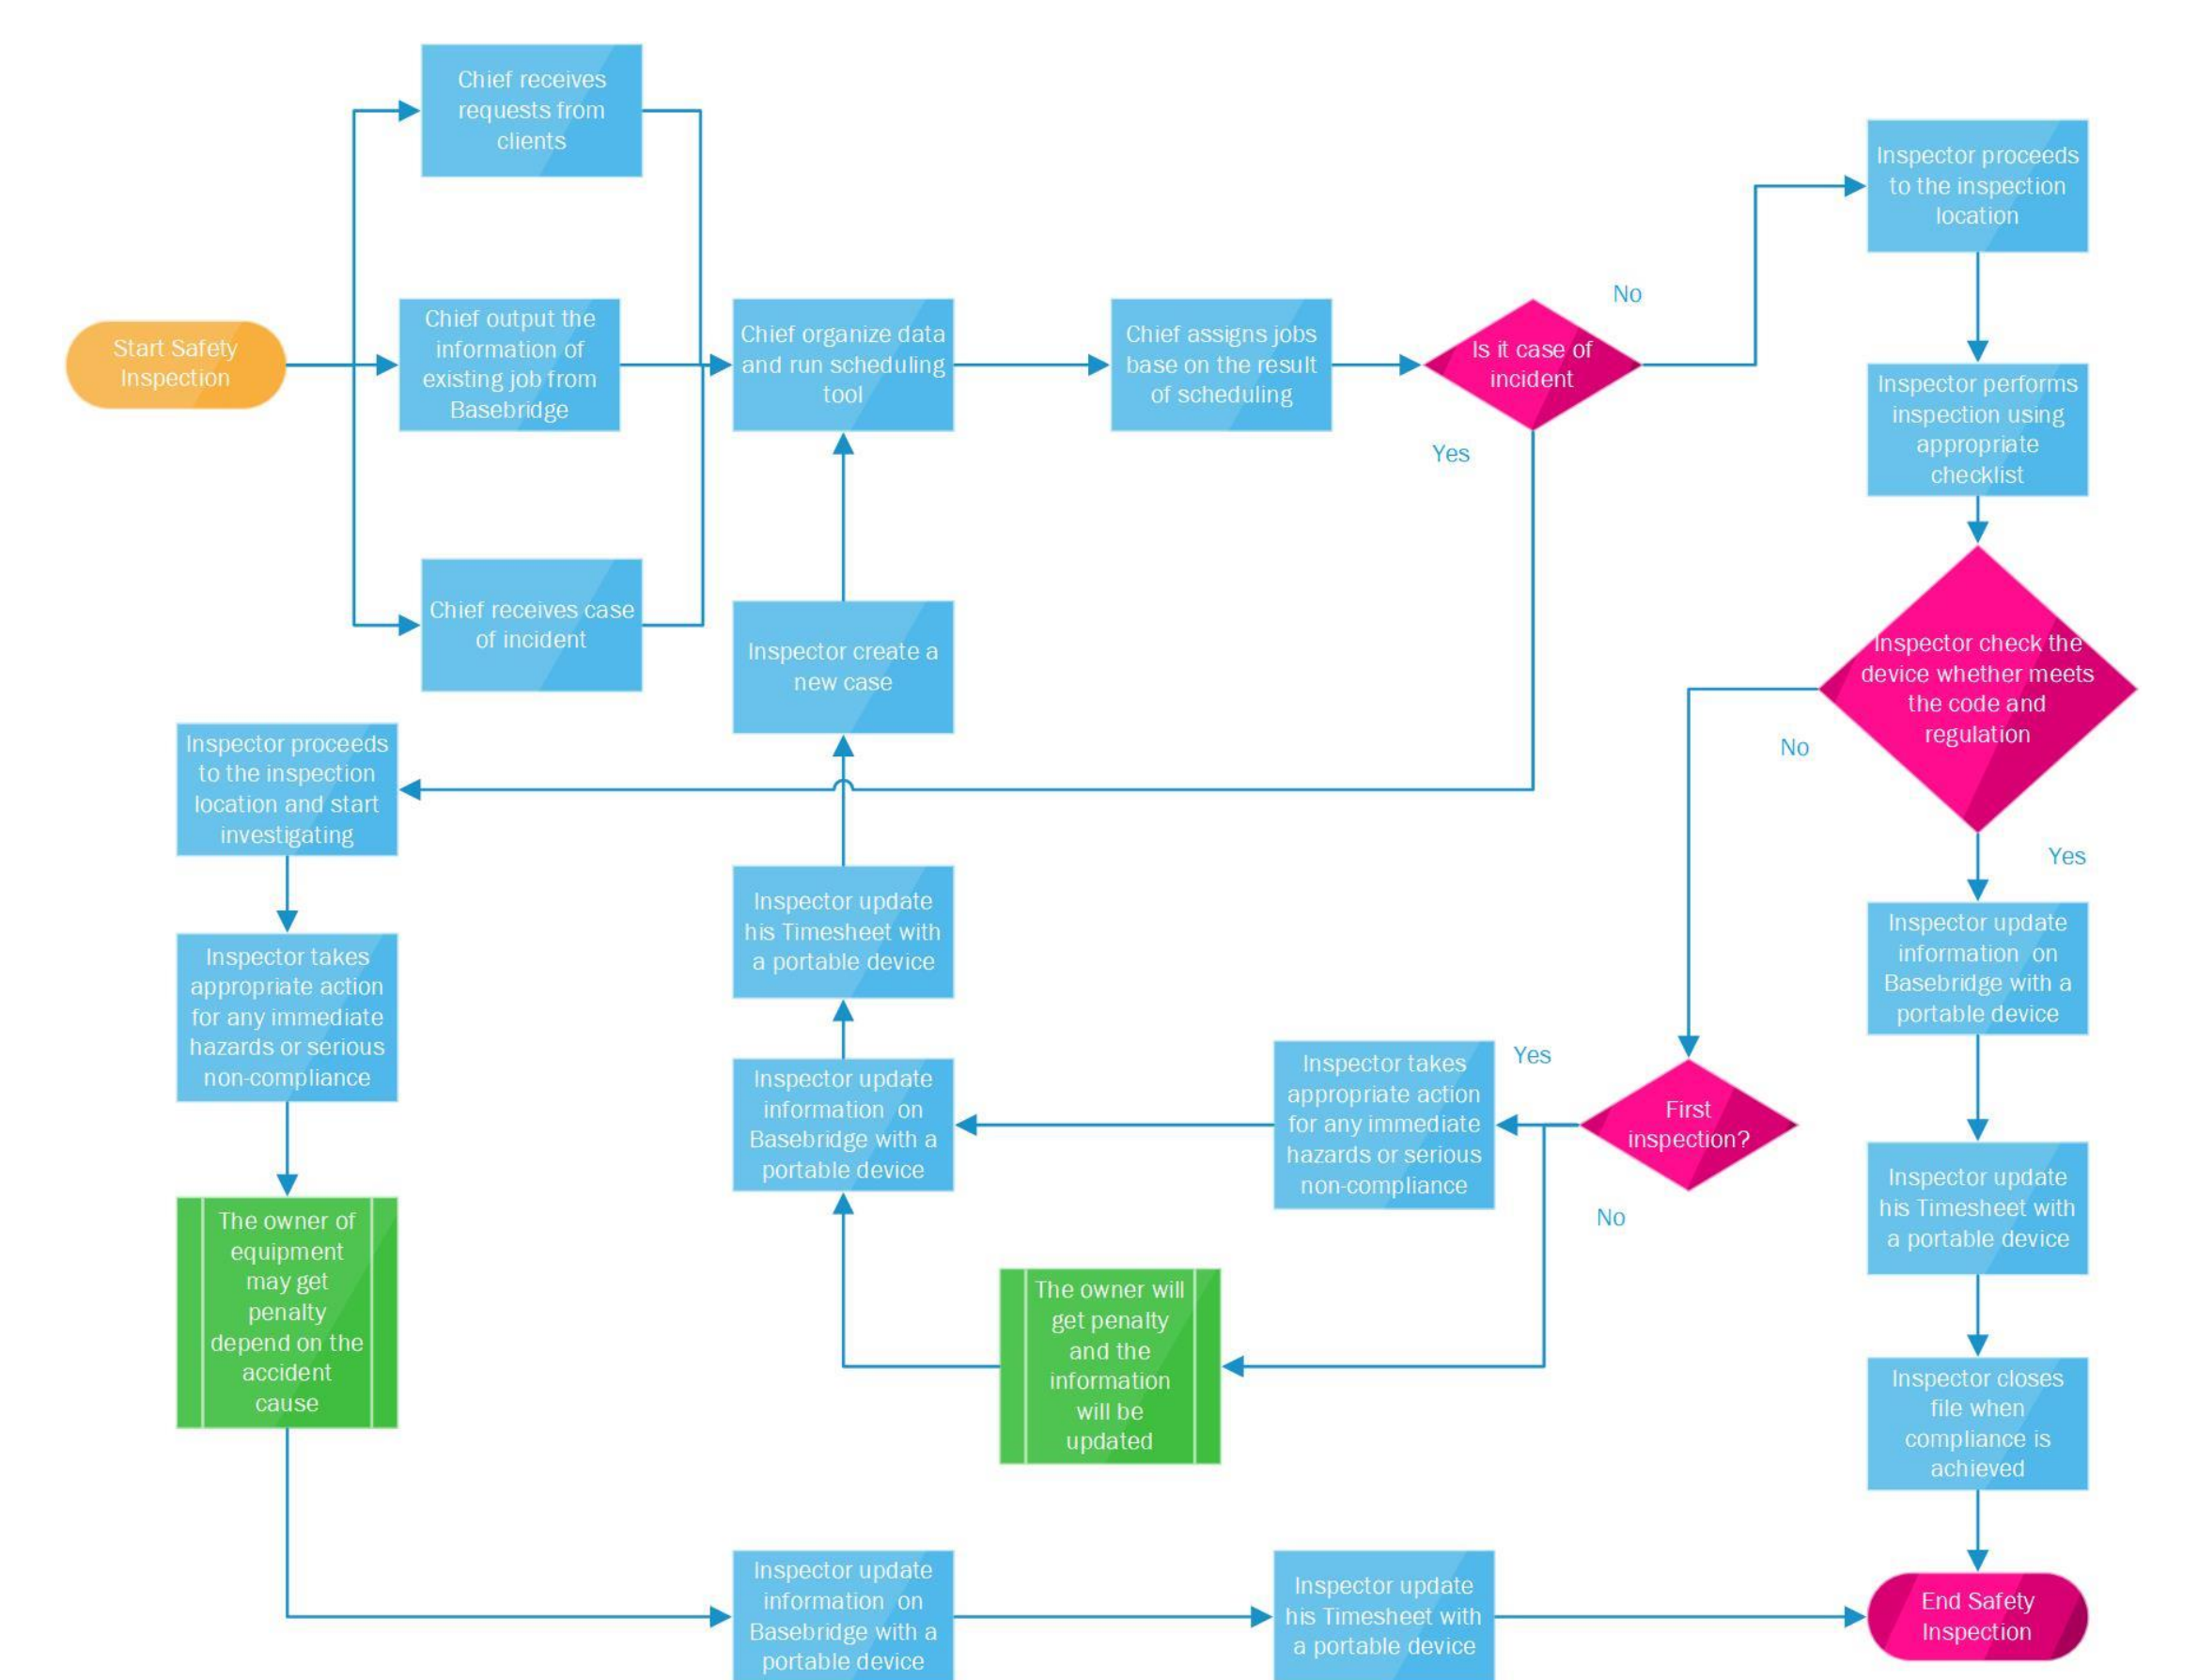 Chief receives
requests from
clients
Start Safety
Inspection
Chief output the
information of
existing job from
Basebridge
Chief receives case
of incident
Chief organize data
and run scheduling
tool
Chief assigns jobs
base on the result
of scheduling
Is it case of
incident
No
Yes
Inspector proceeds
to the inspection
location
Inspector performs
inspection using
appropriate
checklist
Inspector check the
device whether meets
the code and
regulation
No
Yes
Inspector update
information on
Basebridge with a
portable device
Inspector update
his Timesheet with
a portable device
Inspector closes
file when
compliance is
achieved
End Safety
Inspection
First
inspection?
Yes
No
Inspector takes
appropriate action
for any immediate
hazards or serious
non-compliance
The owner will
get penalty
and the
information
will be
updated
Inspector update
information on
Basebridge with a
portable device
Inspector update
his Timesheet with
a portable device
Inspector create a
new case
Inspector proceeds
to the inspection
location and start
investigating
Inspector takes
appropriate action
for any immediate
hazards or serious
non-compliance
The owner of
equipment
may get
penalty
depend on the
accident
cause
Inspector update
information on
Basebridge with a
portable device
Inspector update
his Timesheet with
a portable device